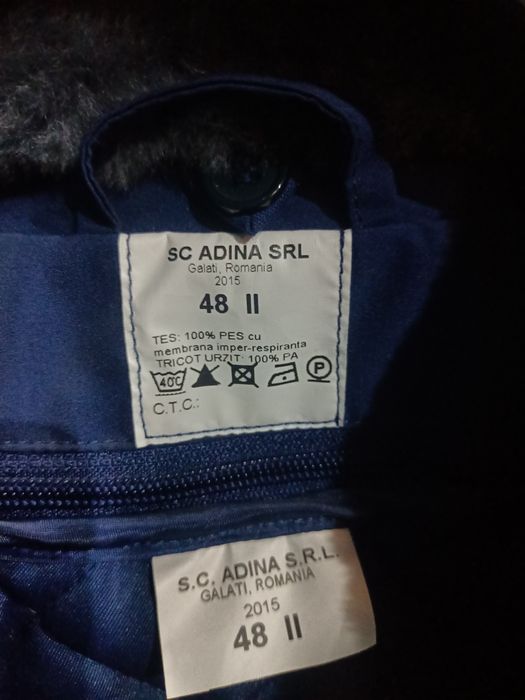 SC ADINA SRL
Galati, Romania
2015
48 II
TES: 100% PES cu
membrana imper-respiranta
TRICOT URZIT: 100% PA
40C P
C.T.C.:
S.C. ADINA S.R.L.
GALATI, ROMANIA
2015
48 II